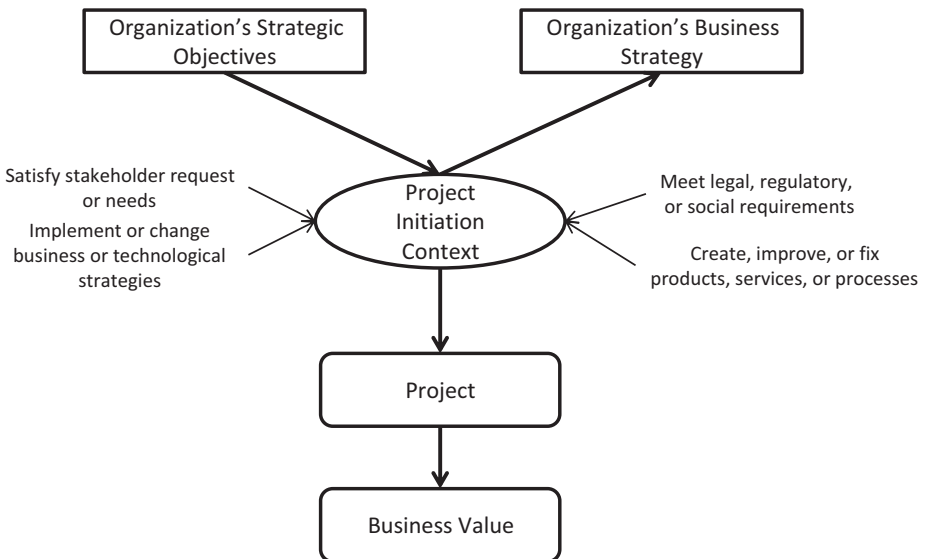 Organization’s Strategic
Objectives
Organization’s Business
Strategy
Satisfy stakeholder request
or needs
Implement or change
business or technological
strategies
Project
Initiation
Context
Meet legal, regulatory,
or social requirements
Create, improve, or fix
products, services, or processes
Project
Business Value